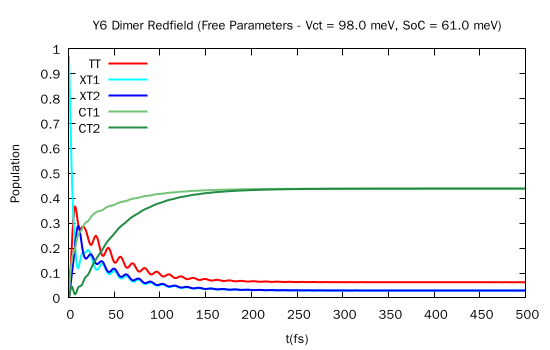 Y6 Dimer Redfield (Free Parameters - Vct = 98.0 meV, SoC = 61.0 meV)
1
0.9
0.8
0.7
0.6
0.5
0.4
0.3
0.2
0.1
0
Population
TT
XT1
XT2
CT1
CT2
0 50 100 150 200 250 300 350 400 450 500
t(fs)